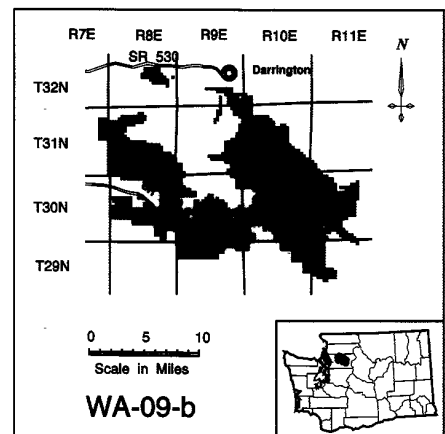 R7E R8E R9E R10E R11E
SR 530
Darrington
N
T32N
T31N
T30N
T29N
0 5 10
Scale in Miles
WA-09-b